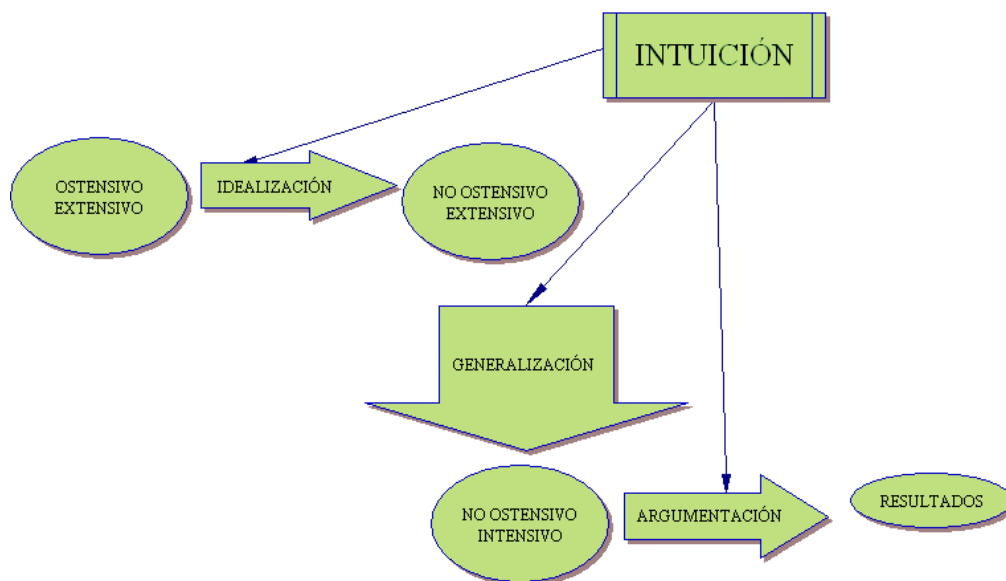 INTUICIÓN
OSTENSIVO
EXTENSIVO
IDEALIZACIÓN
NO OSTENSIVO
EXTENSIVO
GENERALIZACIÓN
NO OSTENSIVO
INTENSIVO
ARGUMENTACIÓN
RESULTADOS